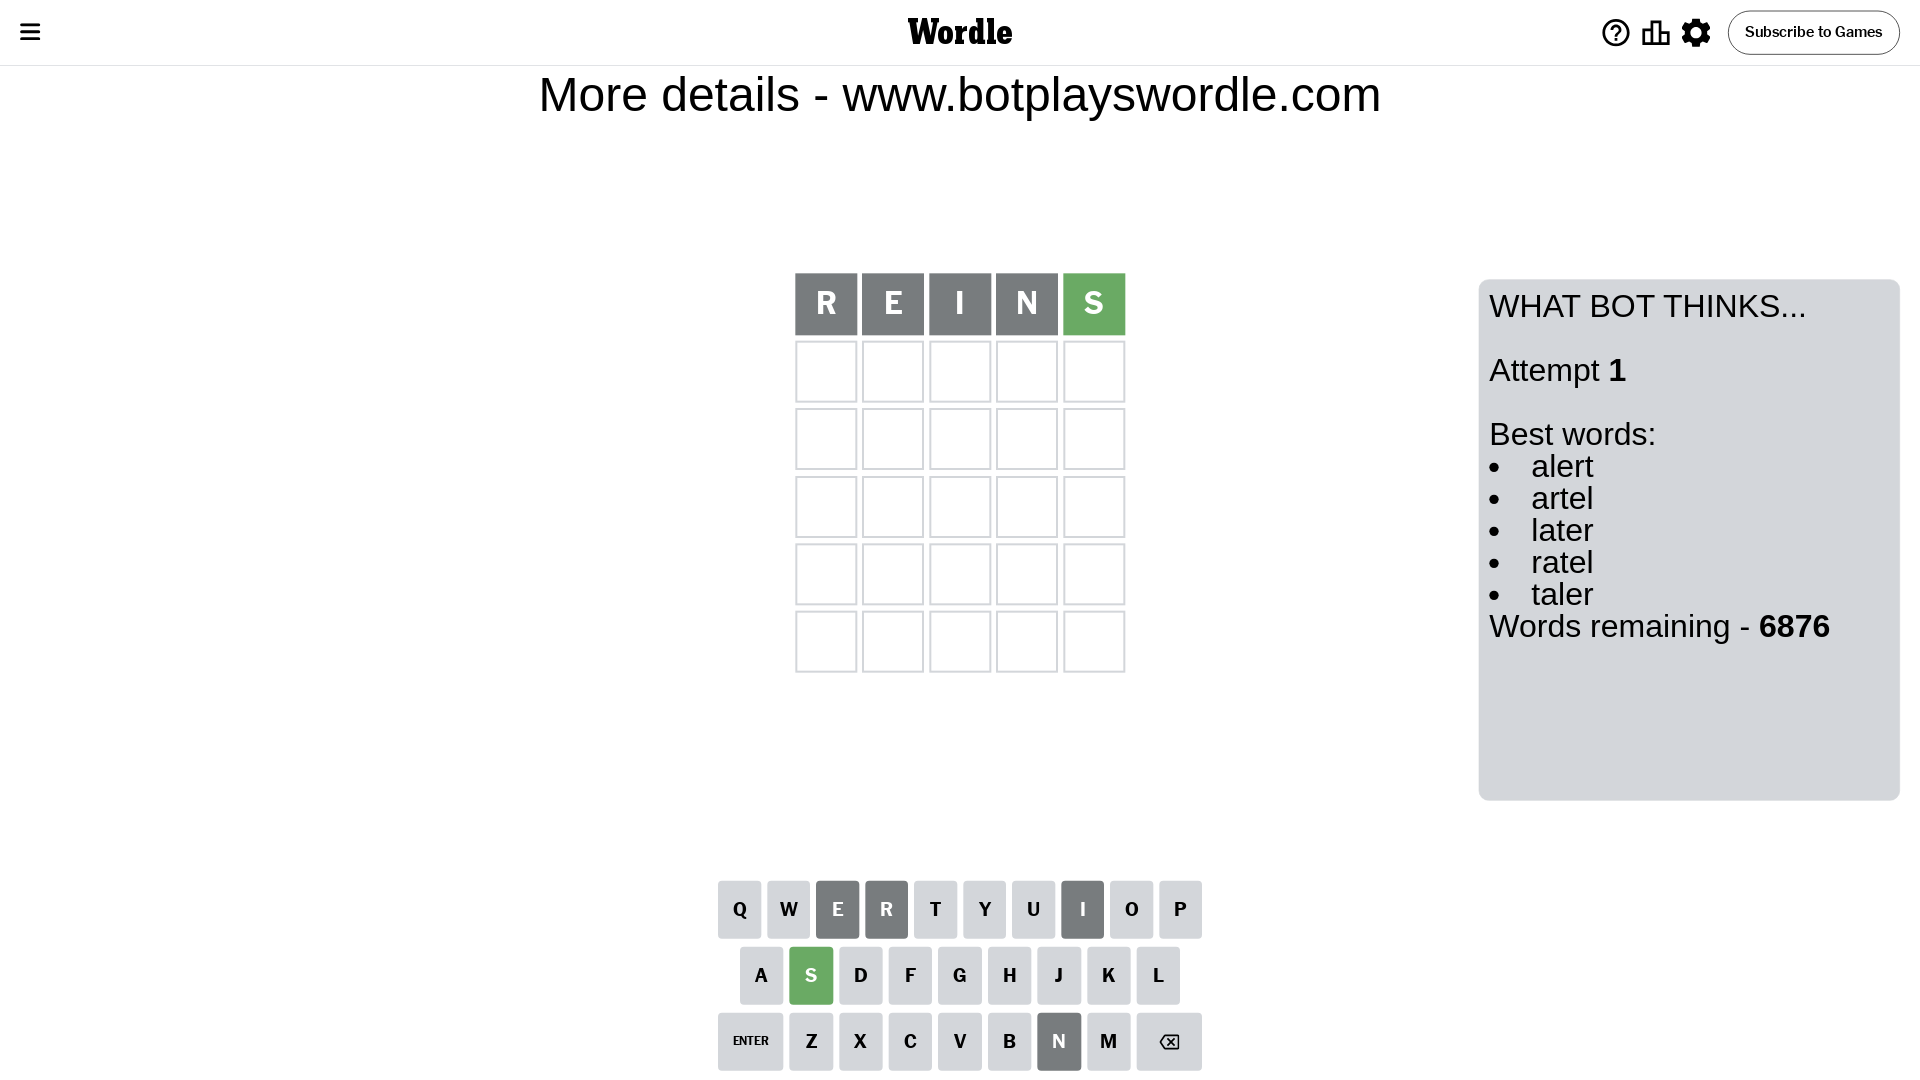 Wordle
Subscribe to Games
More details - www.botplayswordle.com
R E I N S
WHAT BOT THINKS...
Attempt 1
Best words:
• alert
• artel
• later
• ratel
• taler
Words remaining - 6876
Q W E R T Y U I O P
A S D F G H J K L
ENTER Z X C V B N M